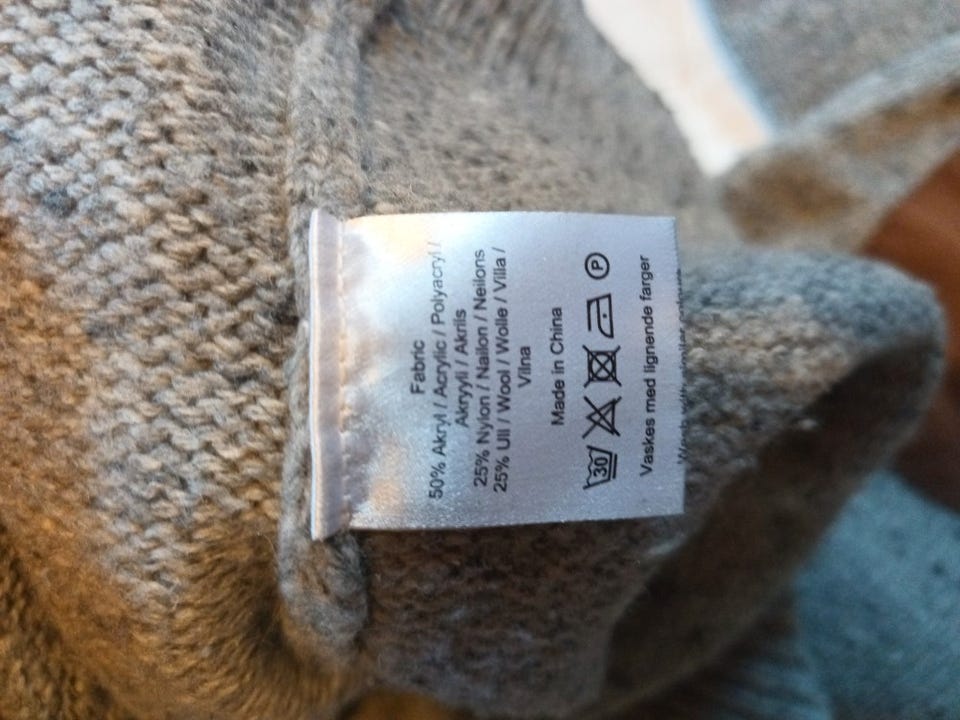 Fabric
50% Akryl / Acrylic / Polyacryl /
Akryyli / Akrils
25% Nylon / Nailon / Neilons
25% Ull / Wool / Wolle / Villa /
Vilna
Made in China
30 P
Vaskes med lignende farger